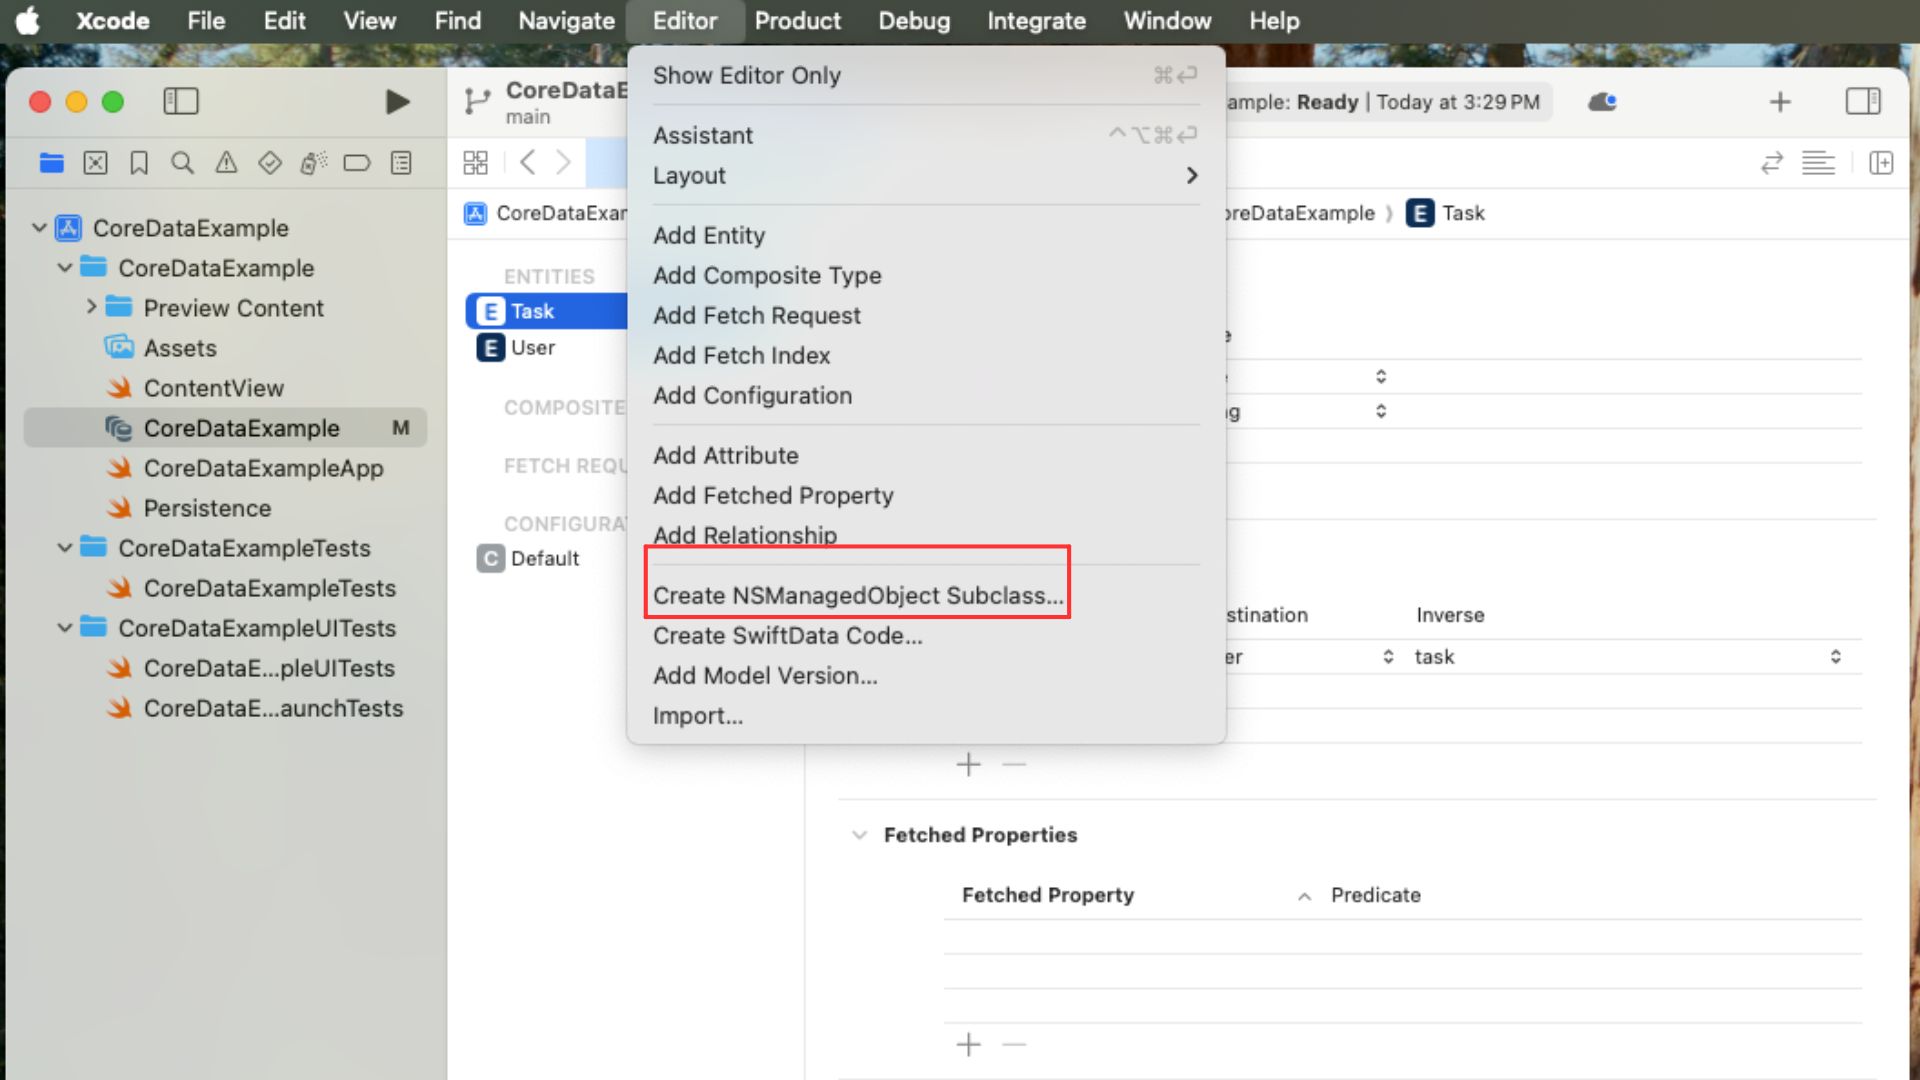 Xcode File Edit View Find Navigate Editor Product Debug Integrate Window Help
CoreDataE
main
ample: Ready | Today at 3:29 PM
CoreDataExample
CoreDataExample
Preview Content
Assets
ContentView
CoreDataExample M
CoreDataExampleApp
Persistence
CoreDataExampleTests
CoreDataExampleTests
CoreDataExampleUITests
CoreDataE...pleUITests
CoreDataE...aunchTests
CoreDataExar
oreDataExample 〉 E Task
ENTITIES
E Task
E User
COMPOSITE
FETCH REQU
CONFIGURAT
C Default
Show Editor Only ⌘↩
Assistant ^⌥⌘↩
Layout
Add Entity
Add Composite Type
Add Fetch Request
Add Fetch Index
Add Configuration
Add Attribute
Add Fetched Property
Add Relationship
Create NSManagedObject Subclass...
Create SwiftData Code...
Add Model Version...
Import...
ng
stination Inverse
er task
Fetched Properties
Fetched Property Predicate